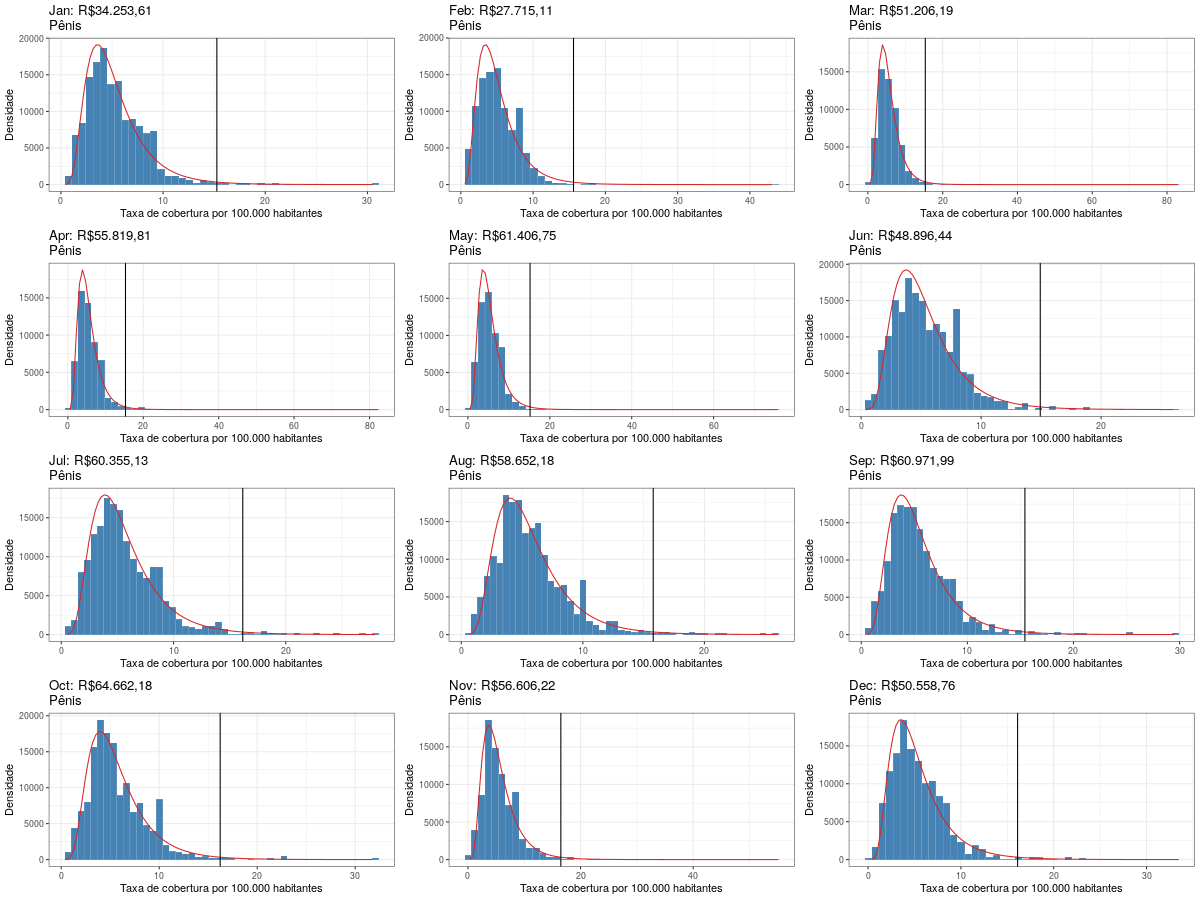 Jan: R$34.253,61
Pênis
Densidade
20000
15000
10000
5000
0
0 10 20 30
Taxa de cobertura por 100.000 habitantes
Feb: R$27.715,11
Pênis
Densidade
20000
15000
10000
5000
0
0 10 20 30 40
Taxa de cobertura por 100.000 habitantes
Mar: R$51.206,19
Pênis
Densidade
15000
10000
5000
0
0 20 40 60 80
Taxa de cobertura por 100.000 habitantes
Apr: R$55.819,81
Pênis
Densidade
15000
10000
5000
0
0 20 40 60 80
Taxa de cobertura por 100.000 habitantes
May: R$61.406,75
Pênis
Densidade
15000
10000
5000
0
0 20 40 60
Taxa de cobertura por 100.000 habitantes
Jun: R$48.896,44
Pênis
Densidade
20000
15000
10000
5000
0
0 10 20
Taxa de cobertura por 100.000 habitantes
Jul: R$60.355,13
Pênis
Densidade
15000
10000
5000
0
0 10 20
Taxa de cobertura por 100.000 habitantes
Aug: R$58.652,18
Pênis
Densidade
15000
10000
5000
0
0 10 20
Taxa de cobertura por 100.000 habitantes
Sep: R$60.971,99
Pênis
Densidade
15000
10000
5000
0
0 10 20 30
Taxa de cobertura por 100.000 habitantes
Oct: R$64.662,18
Pênis
Densidade
20000
15000
10000
5000
0
0 10 20 30
Taxa de cobertura por 100.000 habitantes
Nov: R$56.606,22
Pênis
Densidade
15000
10000
5000
0
0 20 40
Taxa de cobertura por 100.000 habitantes
Dec: R$50.558,76
Pênis
Densidade
15000
10000
5000
0
0 10 20 30
Taxa de cobertura por 100.000 habitantes